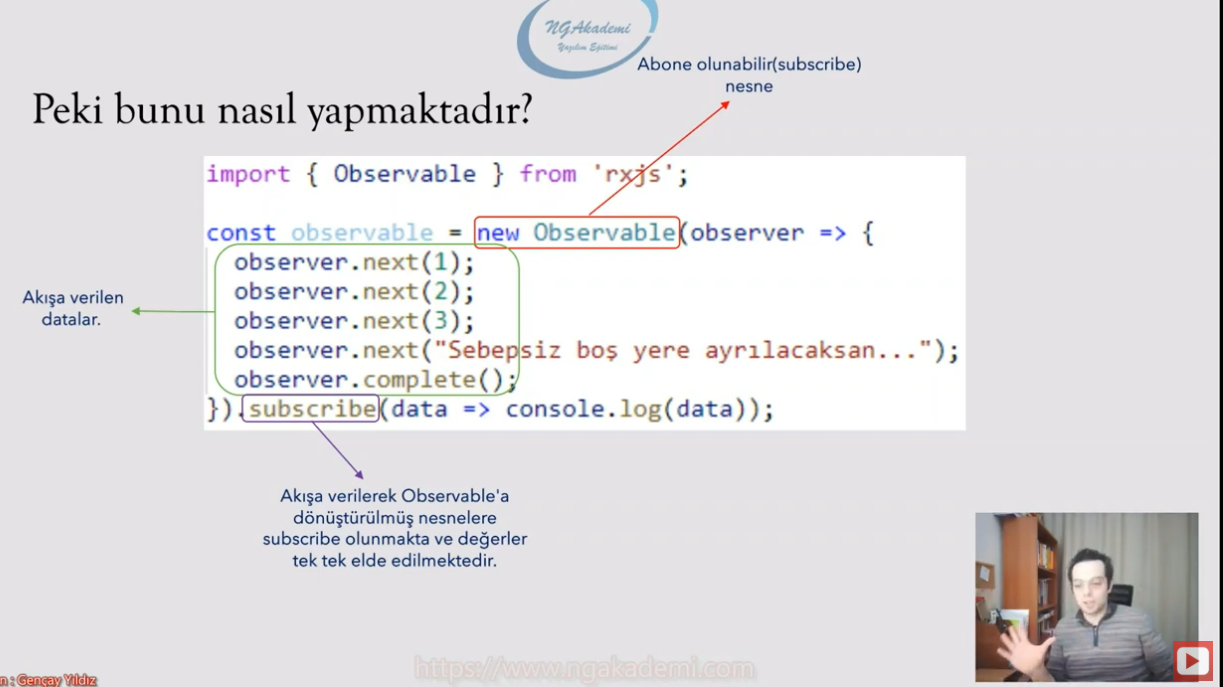 NGAkademi
Yazılım Eğitimi
Abone olunabilir(subscribe)
nesne
Peki bunu nasıl yapmaktadır?
import { Observable } from 'rxjs';
const observable = new Observable(observer => {
observer.next(1);
observer.next(2);
observer.next(3);
observer.next("Sebepsiz boş yere ayrılacaksan...");
observer.complete();
}).subscribe(data => console.log(data));
Akışa verilen
datalar.
Akışa verilerek Observable'a
dönüştürülmüş nesnelere
subscribe olunmakta ve değerler
tek tek elde edilmektedir.
https://www.ngakademi.com
n : Gençay Yıldız